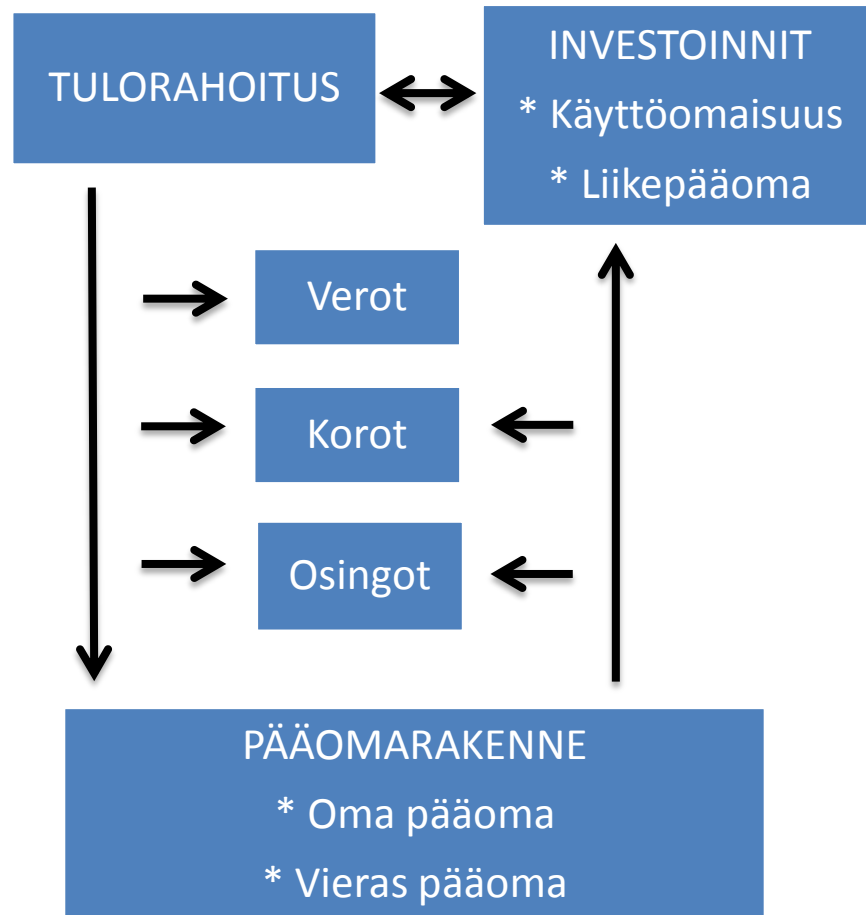 TULORAHOITUS
INVESTOINNIT
* Käyttöomaisuus
* Liikepääoma
Verot
Korot
Osingot
PÄÄOMARAKENNE
* Oma pääoma
* Vieras pääoma